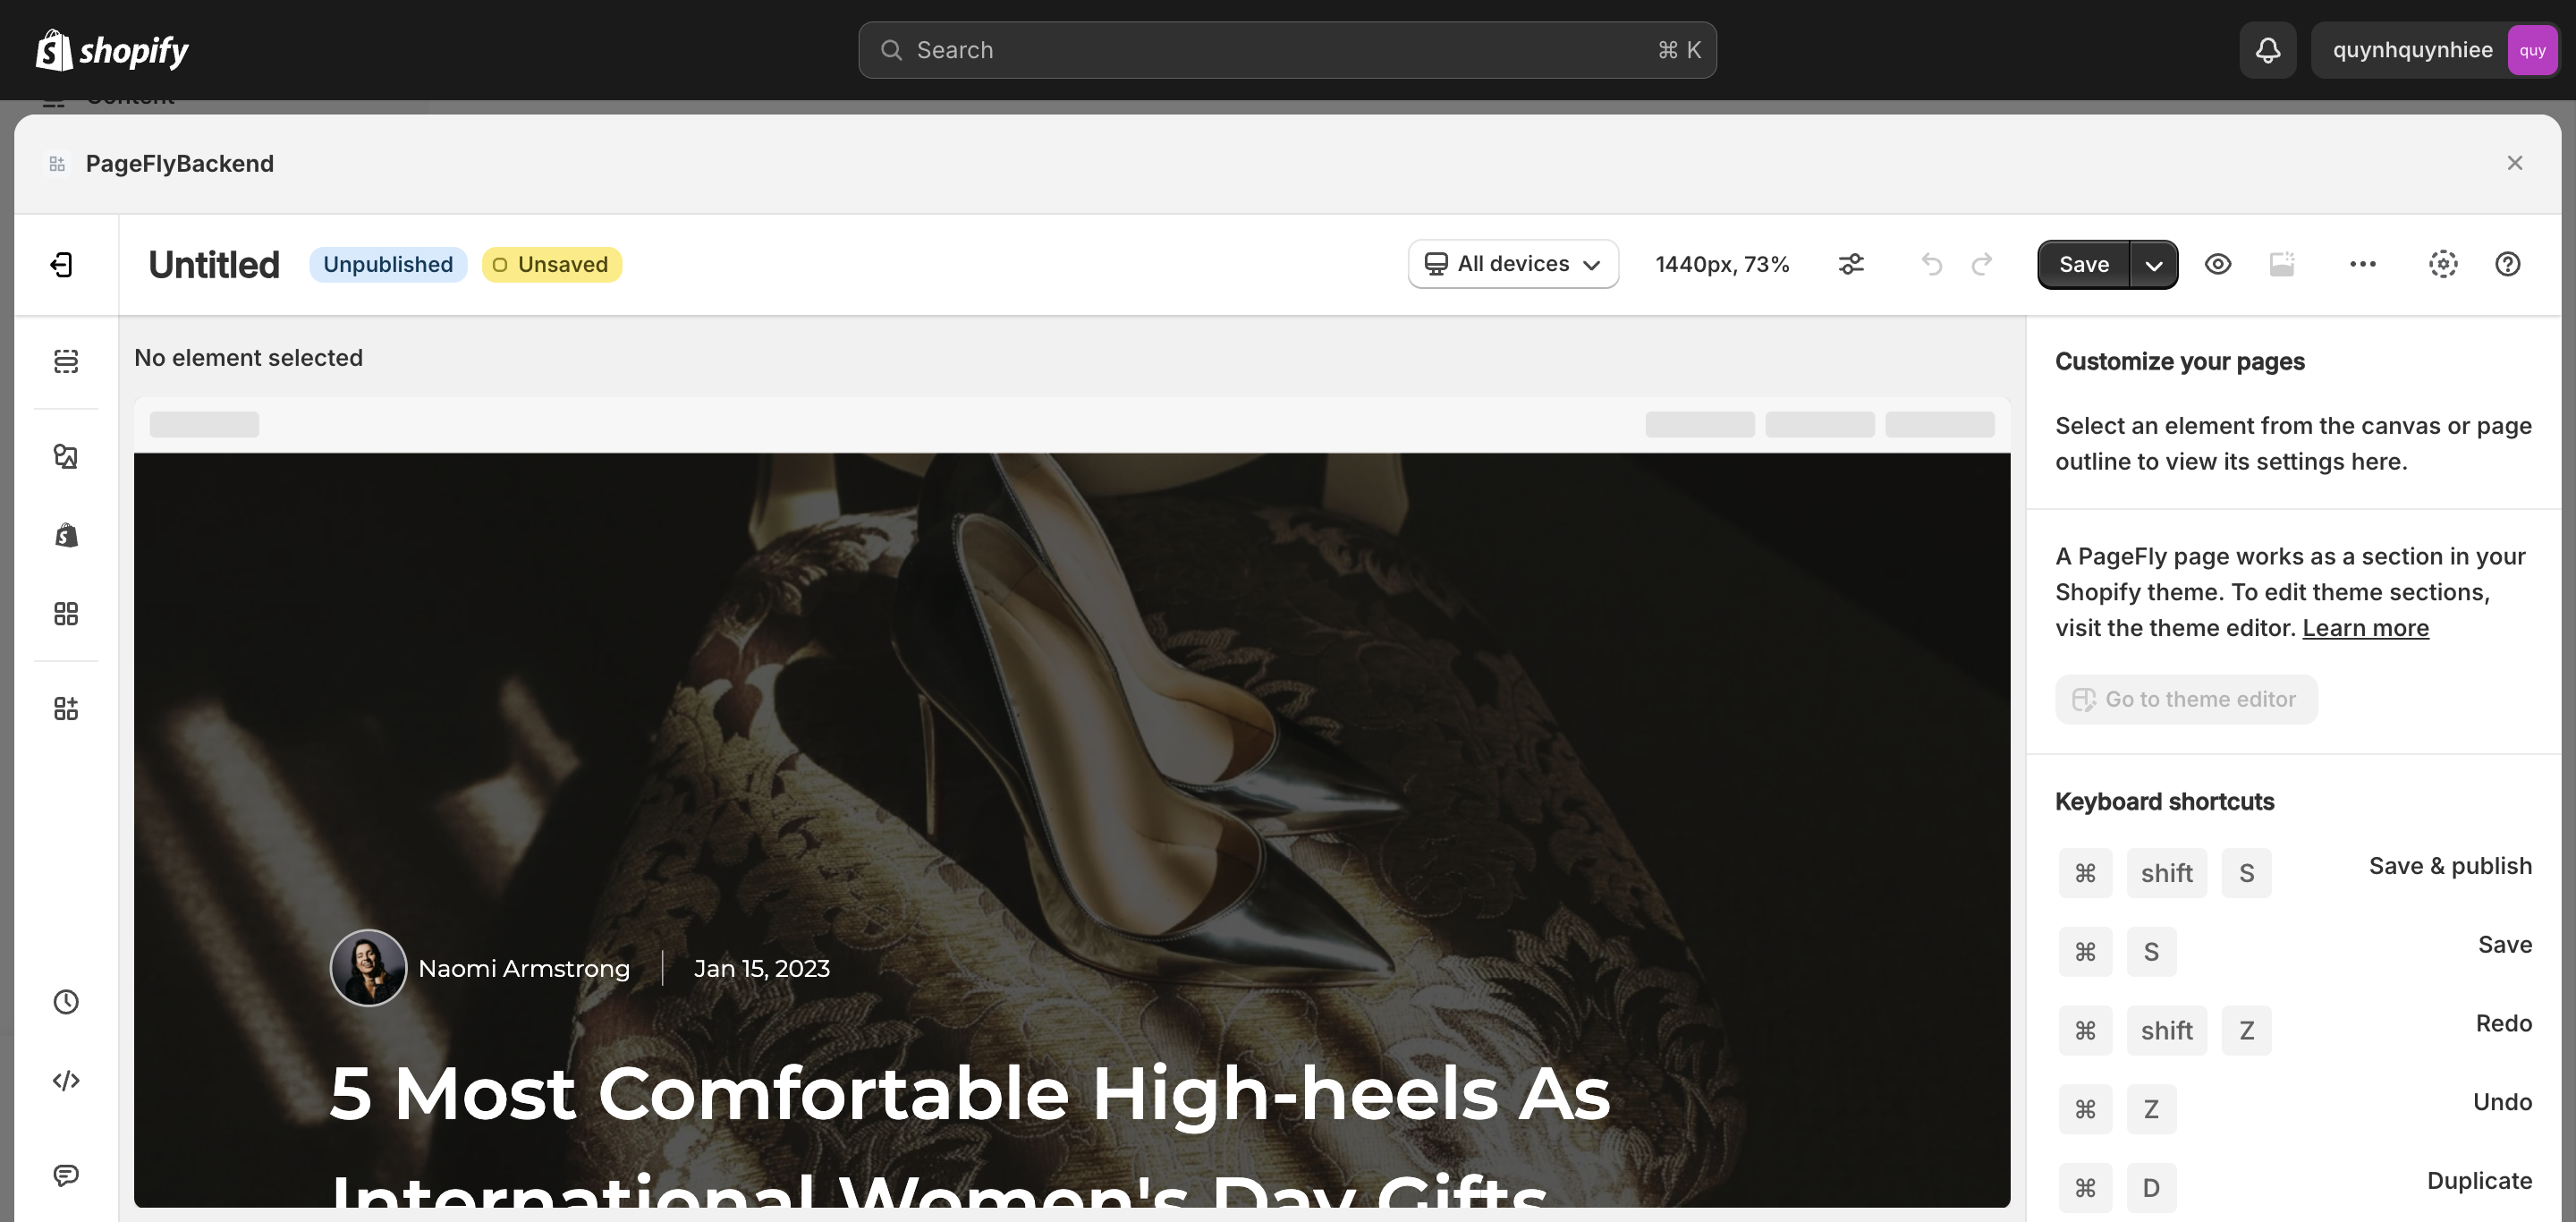 shopify
Search
⌘ K
quynhquynhiee
quy
Content
PageFlyBackend
Untitled
Unpublished
Unsaved
All devices
1440px, 73%
Save
No element selected
Customize your pages
Select an element from the canvas or page
outline to view its settings here.
A PageFly page works as a section in your
Shopify theme. To edit theme sections,
visit the theme editor. Learn more
Go to theme editor
Keyboard shortcuts
⌘ shift S Save & publish
⌘ S Save
⌘ shift Z Redo
⌘ Z Undo
⌘ D Duplicate
Naomi Armstrong
Jan 15, 2023
5 Most Comfortable High-heels As
International Women's Day Gifts